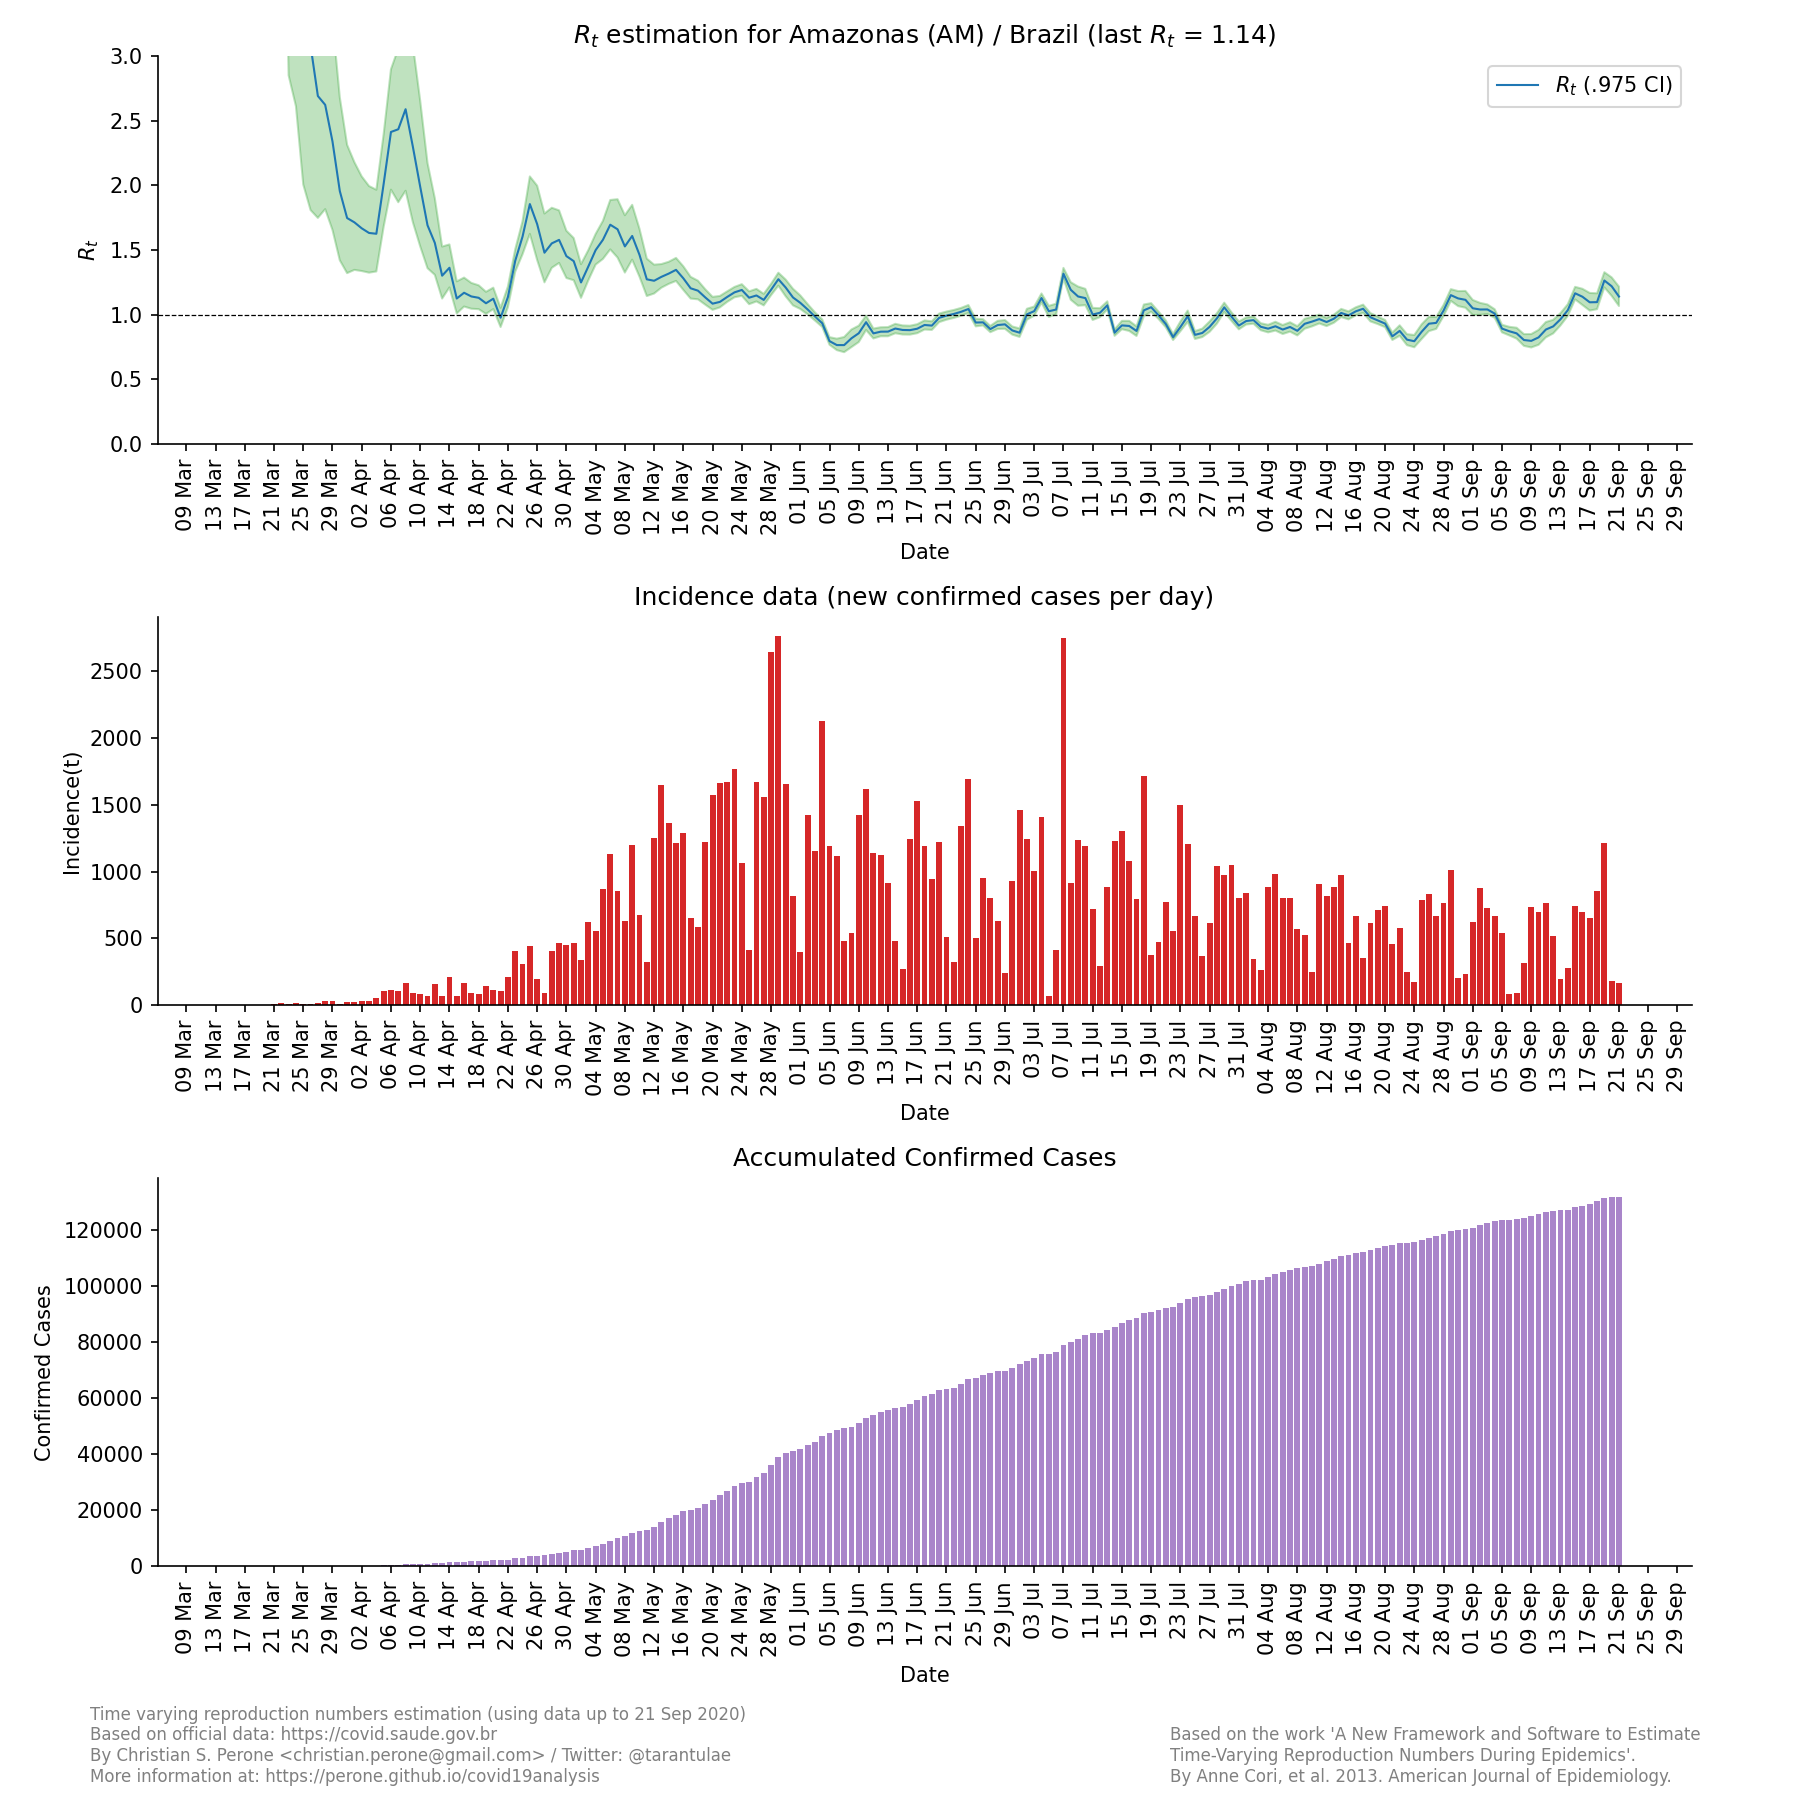 Rt estimation for Amazonas (AM) / Brazil (last Rt = 1.14)
Rt (.975 CI)
3.0
2.5
2.0
1.5
1.0
0.5
0.0
Rt
09 Mar 13 Mar 17 Mar 21 Mar 25 Mar 29 Mar 02 Apr 06 Apr 10 Apr 14 Apr 18 Apr 22 Apr 26 Apr 30 Apr 04 May 08 May 12 May 16 May 20 May 24 May 28 May 01 Jun 05 Jun 09 Jun 13 Jun 17 Jun 21 Jun 25 Jun 29 Jun 03 Jul 07 Jul 11 Jul 15 Jul 19 Jul 23 Jul 27 Jul 31 Jul 04 Aug 08 Aug 12 Aug 16 Aug 20 Aug 24 Aug 28 Aug 01 Sep 05 Sep 09 Sep 13 Sep 17 Sep 21 Sep 25 Sep 29 Sep
Date
Incidence data (new confirmed cases per day)
2500
2000
1500
1000
500
0
Incidence(t)
09 Mar 13 Mar 17 Mar 21 Mar 25 Mar 29 Mar 02 Apr 06 Apr 10 Apr 14 Apr 18 Apr 22 Apr 26 Apr 30 Apr 04 May 08 May 12 May 16 May 20 May 24 May 28 May 01 Jun 05 Jun 09 Jun 13 Jun 17 Jun 21 Jun 25 Jun 29 Jun 03 Jul 07 Jul 11 Jul 15 Jul 19 Jul 23 Jul 27 Jul 31 Jul 04 Aug 08 Aug 12 Aug 16 Aug 20 Aug 24 Aug 28 Aug 01 Sep 05 Sep 09 Sep 13 Sep 17 Sep 21 Sep 25 Sep 29 Sep
Date
Accumulated Confirmed Cases
120000
100000
80000
60000
40000
20000
0
Confirmed Cases
09 Mar 13 Mar 17 Mar 21 Mar 25 Mar 29 Mar 02 Apr 06 Apr 10 Apr 14 Apr 18 Apr 22 Apr 26 Apr 30 Apr 04 May 08 May 12 May 16 May 20 May 24 May 28 May 01 Jun 05 Jun 09 Jun 13 Jun 17 Jun 21 Jun 25 Jun 29 Jun 03 Jul 07 Jul 11 Jul 15 Jul 19 Jul 23 Jul 27 Jul 31 Jul 04 Aug 08 Aug 12 Aug 16 Aug 20 Aug 24 Aug 28 Aug 01 Sep 05 Sep 09 Sep 13 Sep 17 Sep 21 Sep 25 Sep 29 Sep
Date
Time varying reproduction numbers estimation (using data up to 21 Sep 2020)
Based on official data: https://covid.saude.gov.br
By Christian S. Perone <christian.perone@gmail.com> / Twitter: @tarantulae
More information at: https://perone.github.io/covid19analysis
Based on the work 'A New Framework and Software to Estimate
Time-Varying Reproduction Numbers During Epidemics'.
By Anne Cori, et al. 2013. American Journal of Epidemiology.